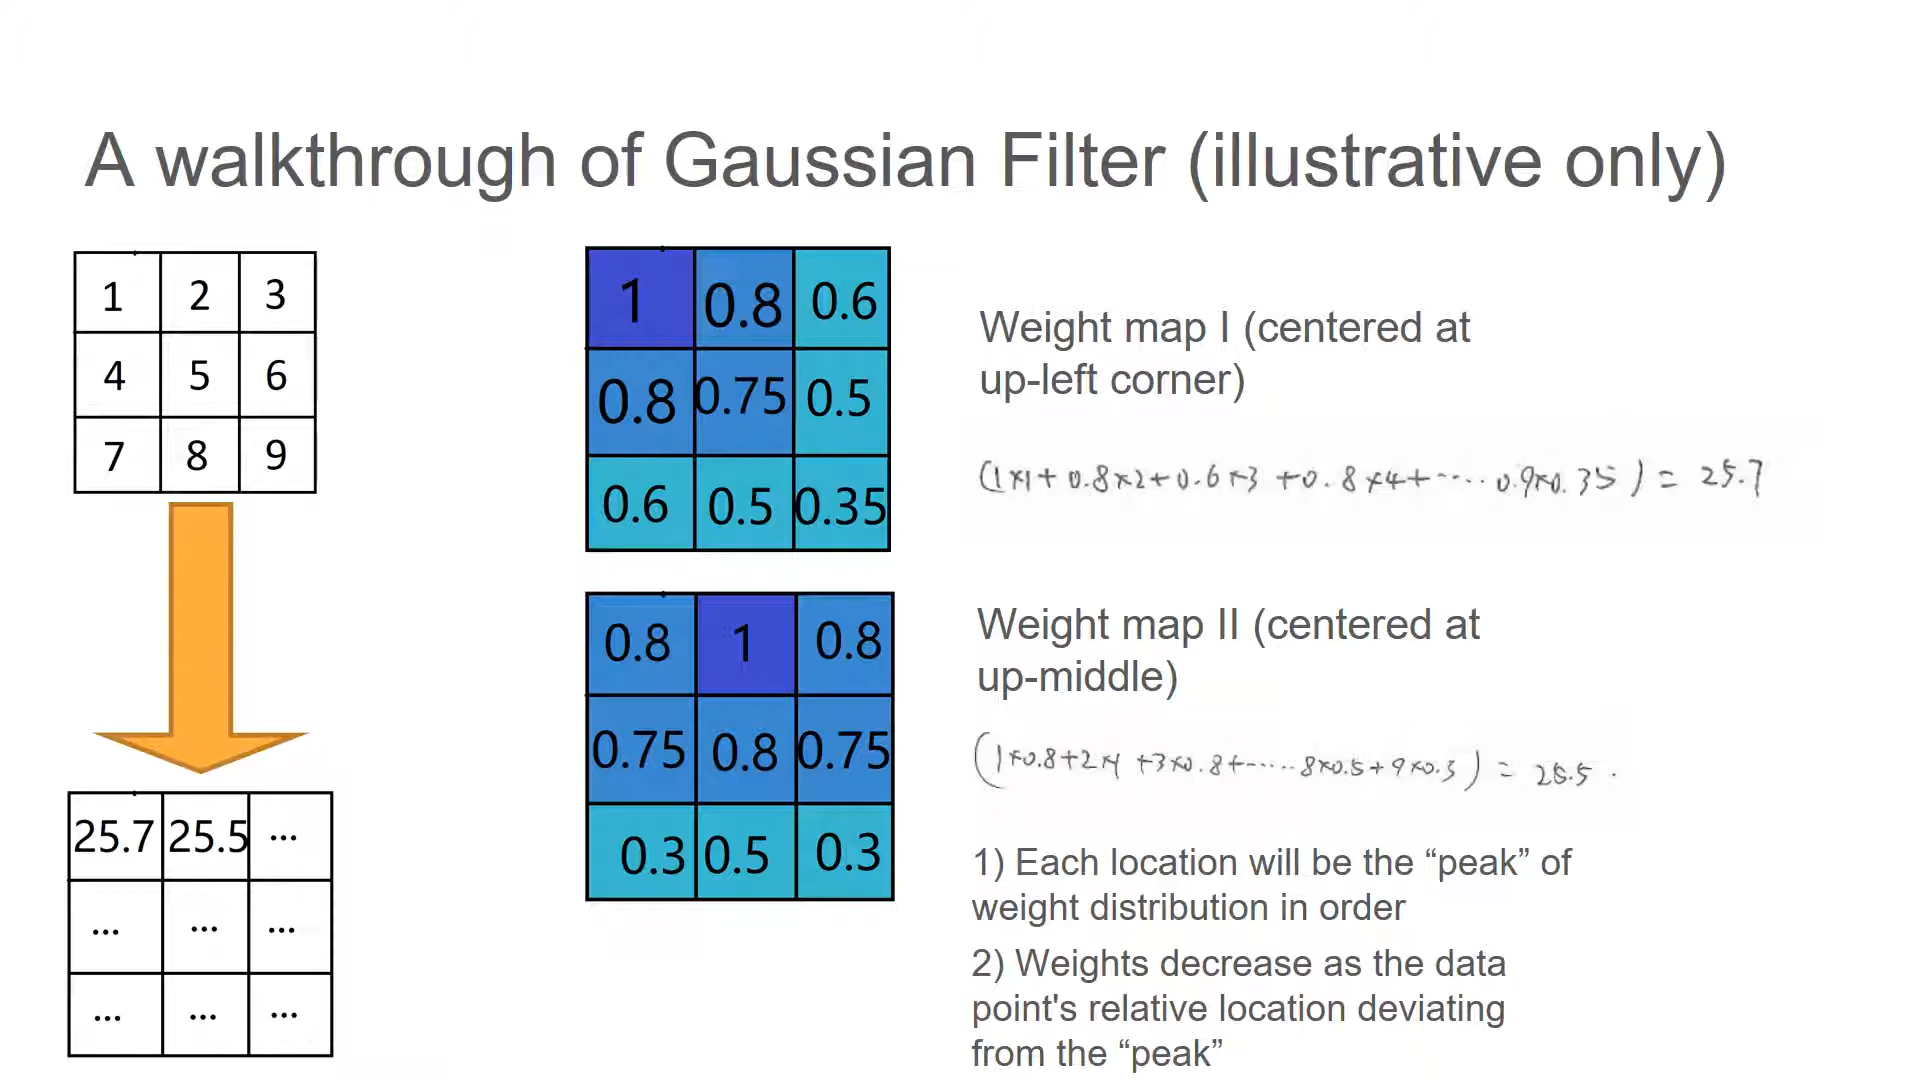 A walkthrough of Gaussian Filter (illustrative only)
1 2 3
4 5 6
7 8 9
25.7 25.5 ...
... ... ...
... ... ...
1 0.8 0.6
0.8 0.75 0.5
0.6 0.5 0.35
0.8 1 0.8
0.75 0.8 0.75
0.3 0.5 0.3
Weight map I (centered at
up-left corner)
(1×1+0.8×2+0.6×3+0.8×4+.....0.9×0.35)=25.7
Weight map II (centered at
up-middle)
(1×0.8+2×1+3×0.8+......8×0.5+9×0.3)=25.5.
1) Each location will be the “peak” of
weight distribution in order
2) Weights decrease as the data
point's relative location deviating
from the “peak”